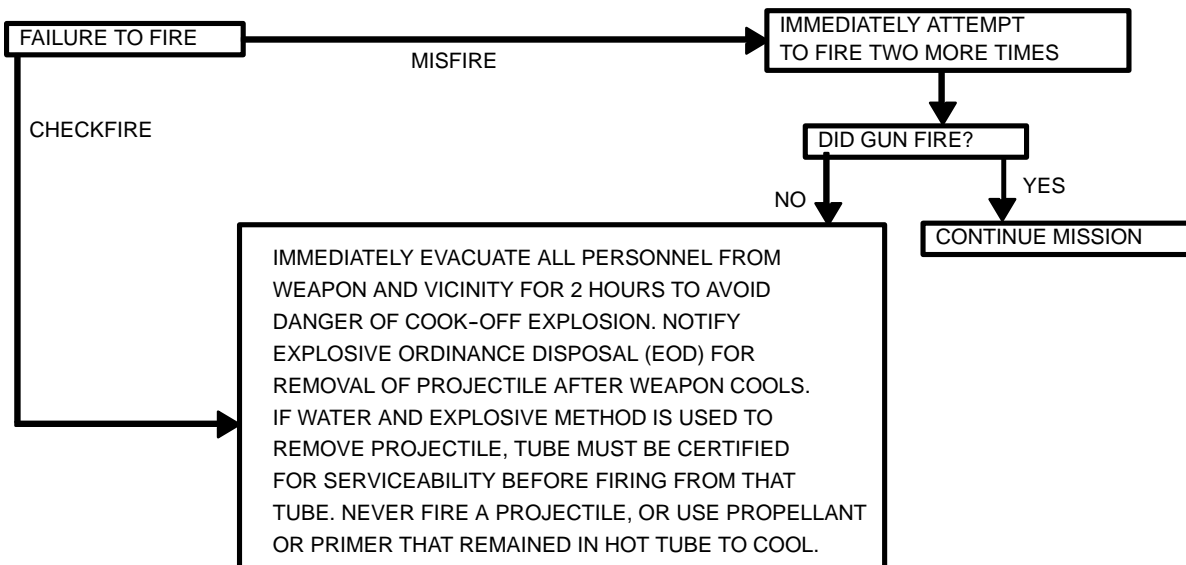 FAILURE TO FIRE
MISFIRE
IMMEDIATELY ATTEMPT
TO FIRE TWO MORE TIMES
CHECKFIRE
DID GUN FIRE?
NO
YES
CONTINUE MISSION
IMMEDIATELY EVACUATE ALL PERSONNEL FROM
WEAPON AND VICINITY FOR 2 HOURS TO AVOID
DANGER OF COOK-OFF EXPLOSION. NOTIFY
EXPLOSIVE ORDINANCE DISPOSAL (EOD) FOR
REMOVAL OF PROJECTILE AFTER WEAPON COOLS.
IF WATER AND EXPLOSIVE METHOD IS USED TO
REMOVE PROJECTILE, TUBE MUST BE CERTIFIED
FOR SERVICEABILITY BEFORE FIRING FROM THAT
TUBE. NEVER FIRE A PROJECTILE, OR USE PROPELLANT
OR PRIMER THAT REMAINED IN HOT TUBE TO COOL.